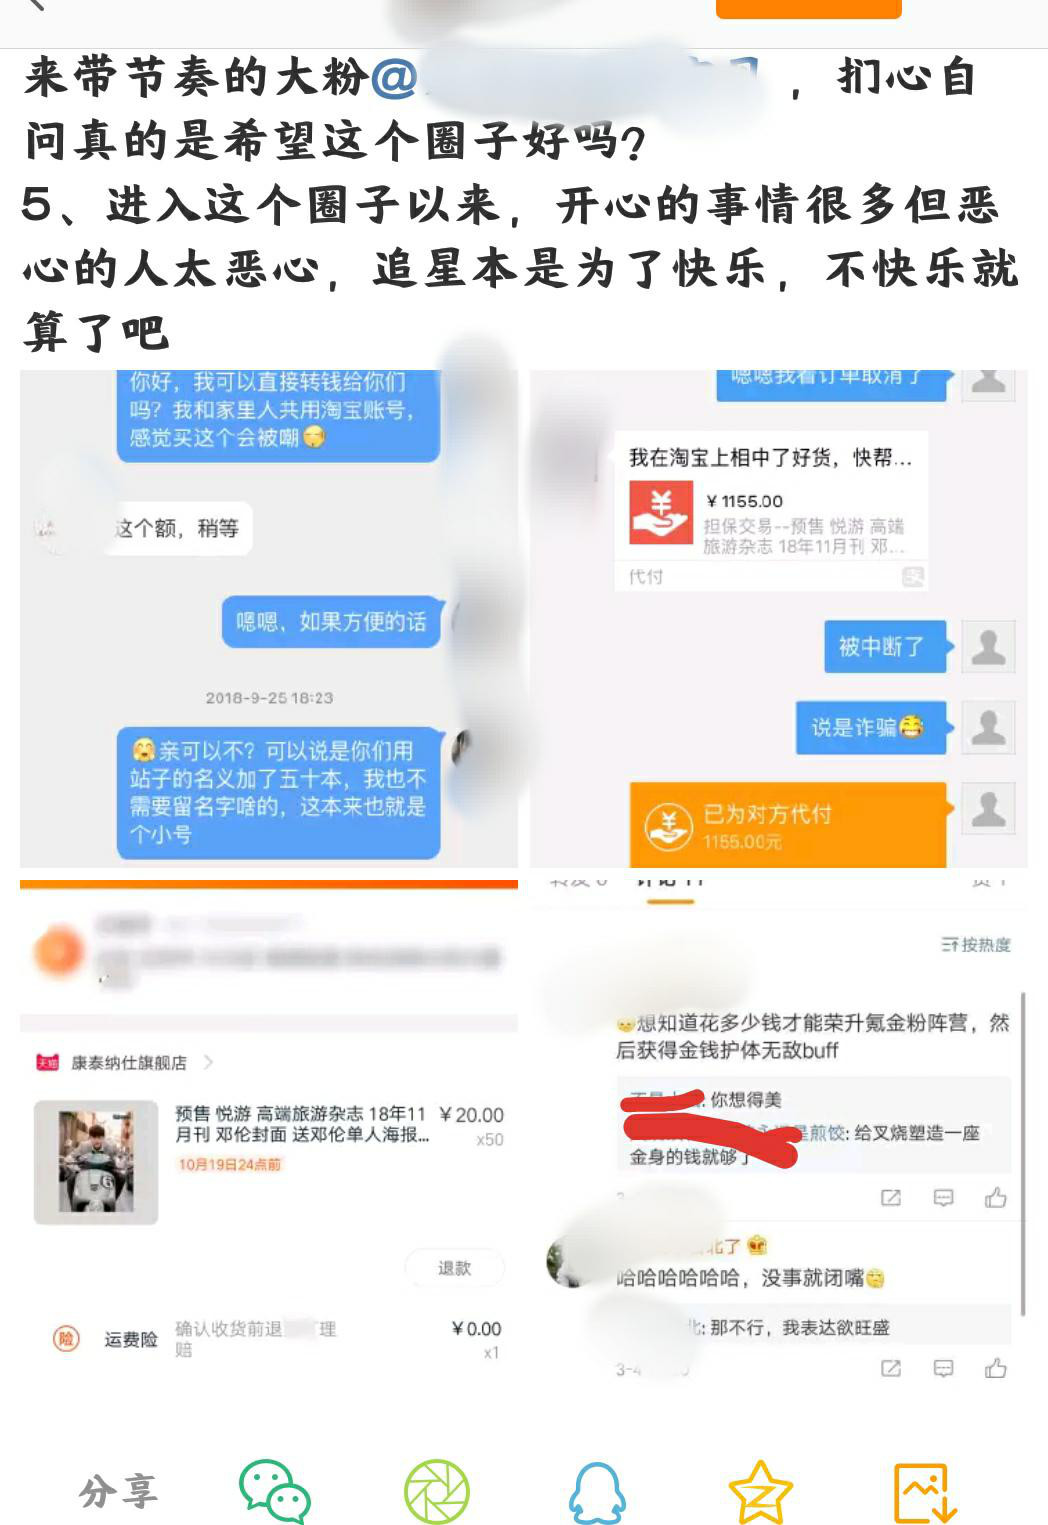 来带节奏的大粉@
，扪心自
问真的是希望这个圈子好吗?
5、进入这个圈子以来，开心的事情很多但恶
心的人太恶心，追星本是为了快乐，不快乐就
算了吧
你好，我可以直接转钱给你们
吗？我和家里人共用淘宝账号，
感觉买这个会被嘲
这个额，稍等
嗯嗯，如果方便的话
2018-9-25 18:23
亲可以不？可以说是你们用
站子的名义加了五十本，我也不
需要留名字啥的，这本来也就是
个小号
嗯嗯我看订单取消了
我在淘宝上相中了好货，快帮...
￥1155.00
担保交易--预售 悦游 高端
旅游杂志 18年11月刊 邓...
代付
被中断了
说是诈骗
已为对方代付
1155.00元
天猫 康泰纳仕旗舰店
预售 悦游 高端旅游杂志 18年11
月刊 邓伦封面 送邓伦单人海报...
￥20.00
x50
10月19日24点前
退款
險 运费险
确认收货前退
理
赔
￥0.00
x1
按热度
想知道花多少钱才能荣升氪金粉阵营，然
后获得金钱护体无敌buff
: 你想得美
是煎饺: 给叉烧塑造一座
金身的钱就够了
北了
哈哈哈哈哈哈，没事就闭嘴
北: 那不行，我表达欲旺盛
分享